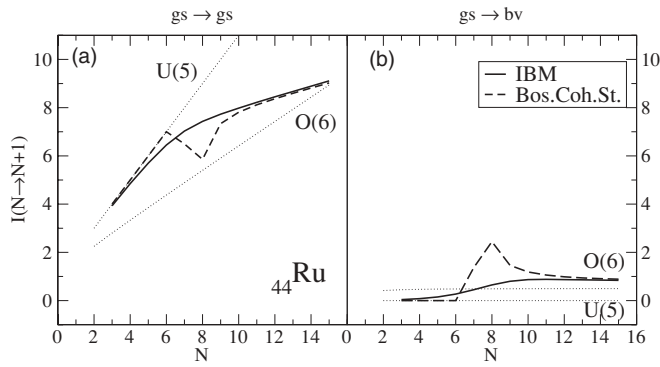 gs → gs
gs → bv
I(N→N+1)
10
8
6
4
2
0
(a)
U(5)
O(6)
44Ru
(b)
IBM
Bos.Coh.St.
O(6)
U(5)
10
8
6
4
2
0
0 2 4 6 8 10 12 14
0 2 4 6 8 10 12 14 16
N
N